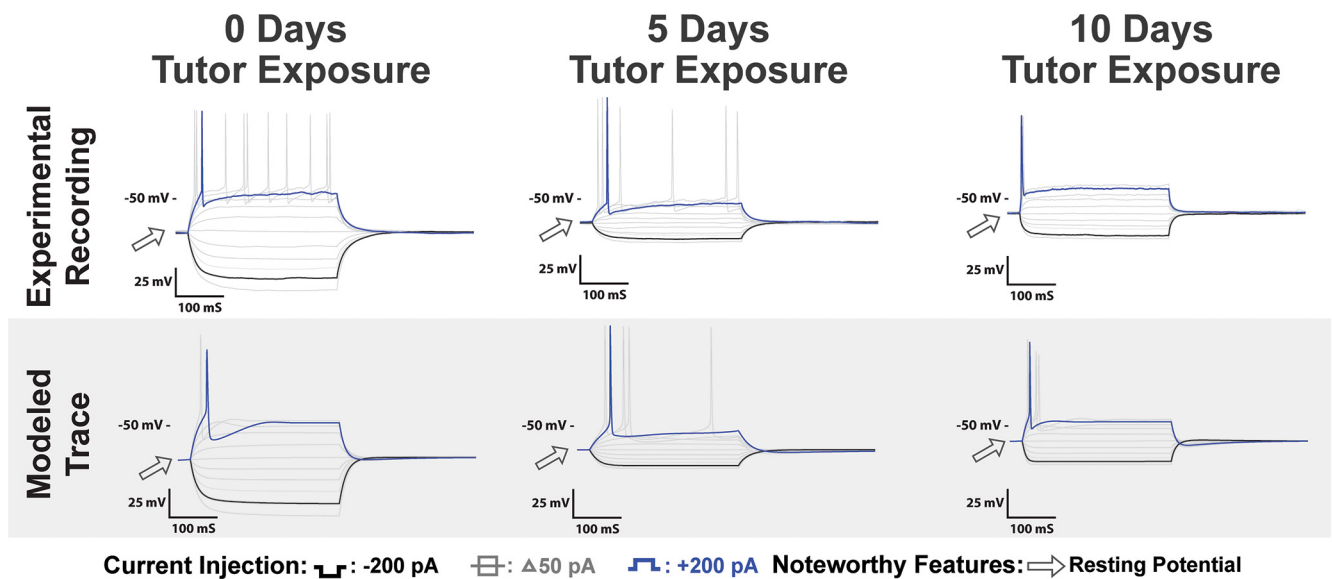 0 Days
Tutor Exposure
5 Days
Tutor Exposure
10 Days
Tutor Exposure
Experimental
Recording
-50 mV -
25 mV
100 mS
-50 mV -
25 mV
100 mS
-50 mV -
25 mV
100 mS
Modeled
Trace
-50 mV -
25 mV
100 mS
-50 mV -
25 mV
100 mS
-50 mV -
25 mV
100 mS
Current Injection: : -200 pA : Δ50 pA : +200 pA Noteworthy Features: Resting Potential